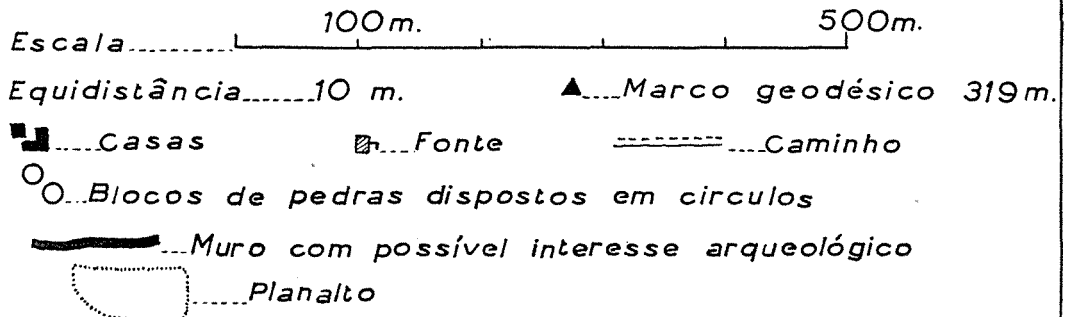 100m. 500m.
Escala
Equidistância 10 m. Marco geodésico 319m.
Casas Fonte Caminho
Blocos de pedras dispostos em circulos
Muro com possível interesse arqueológico
Planalto